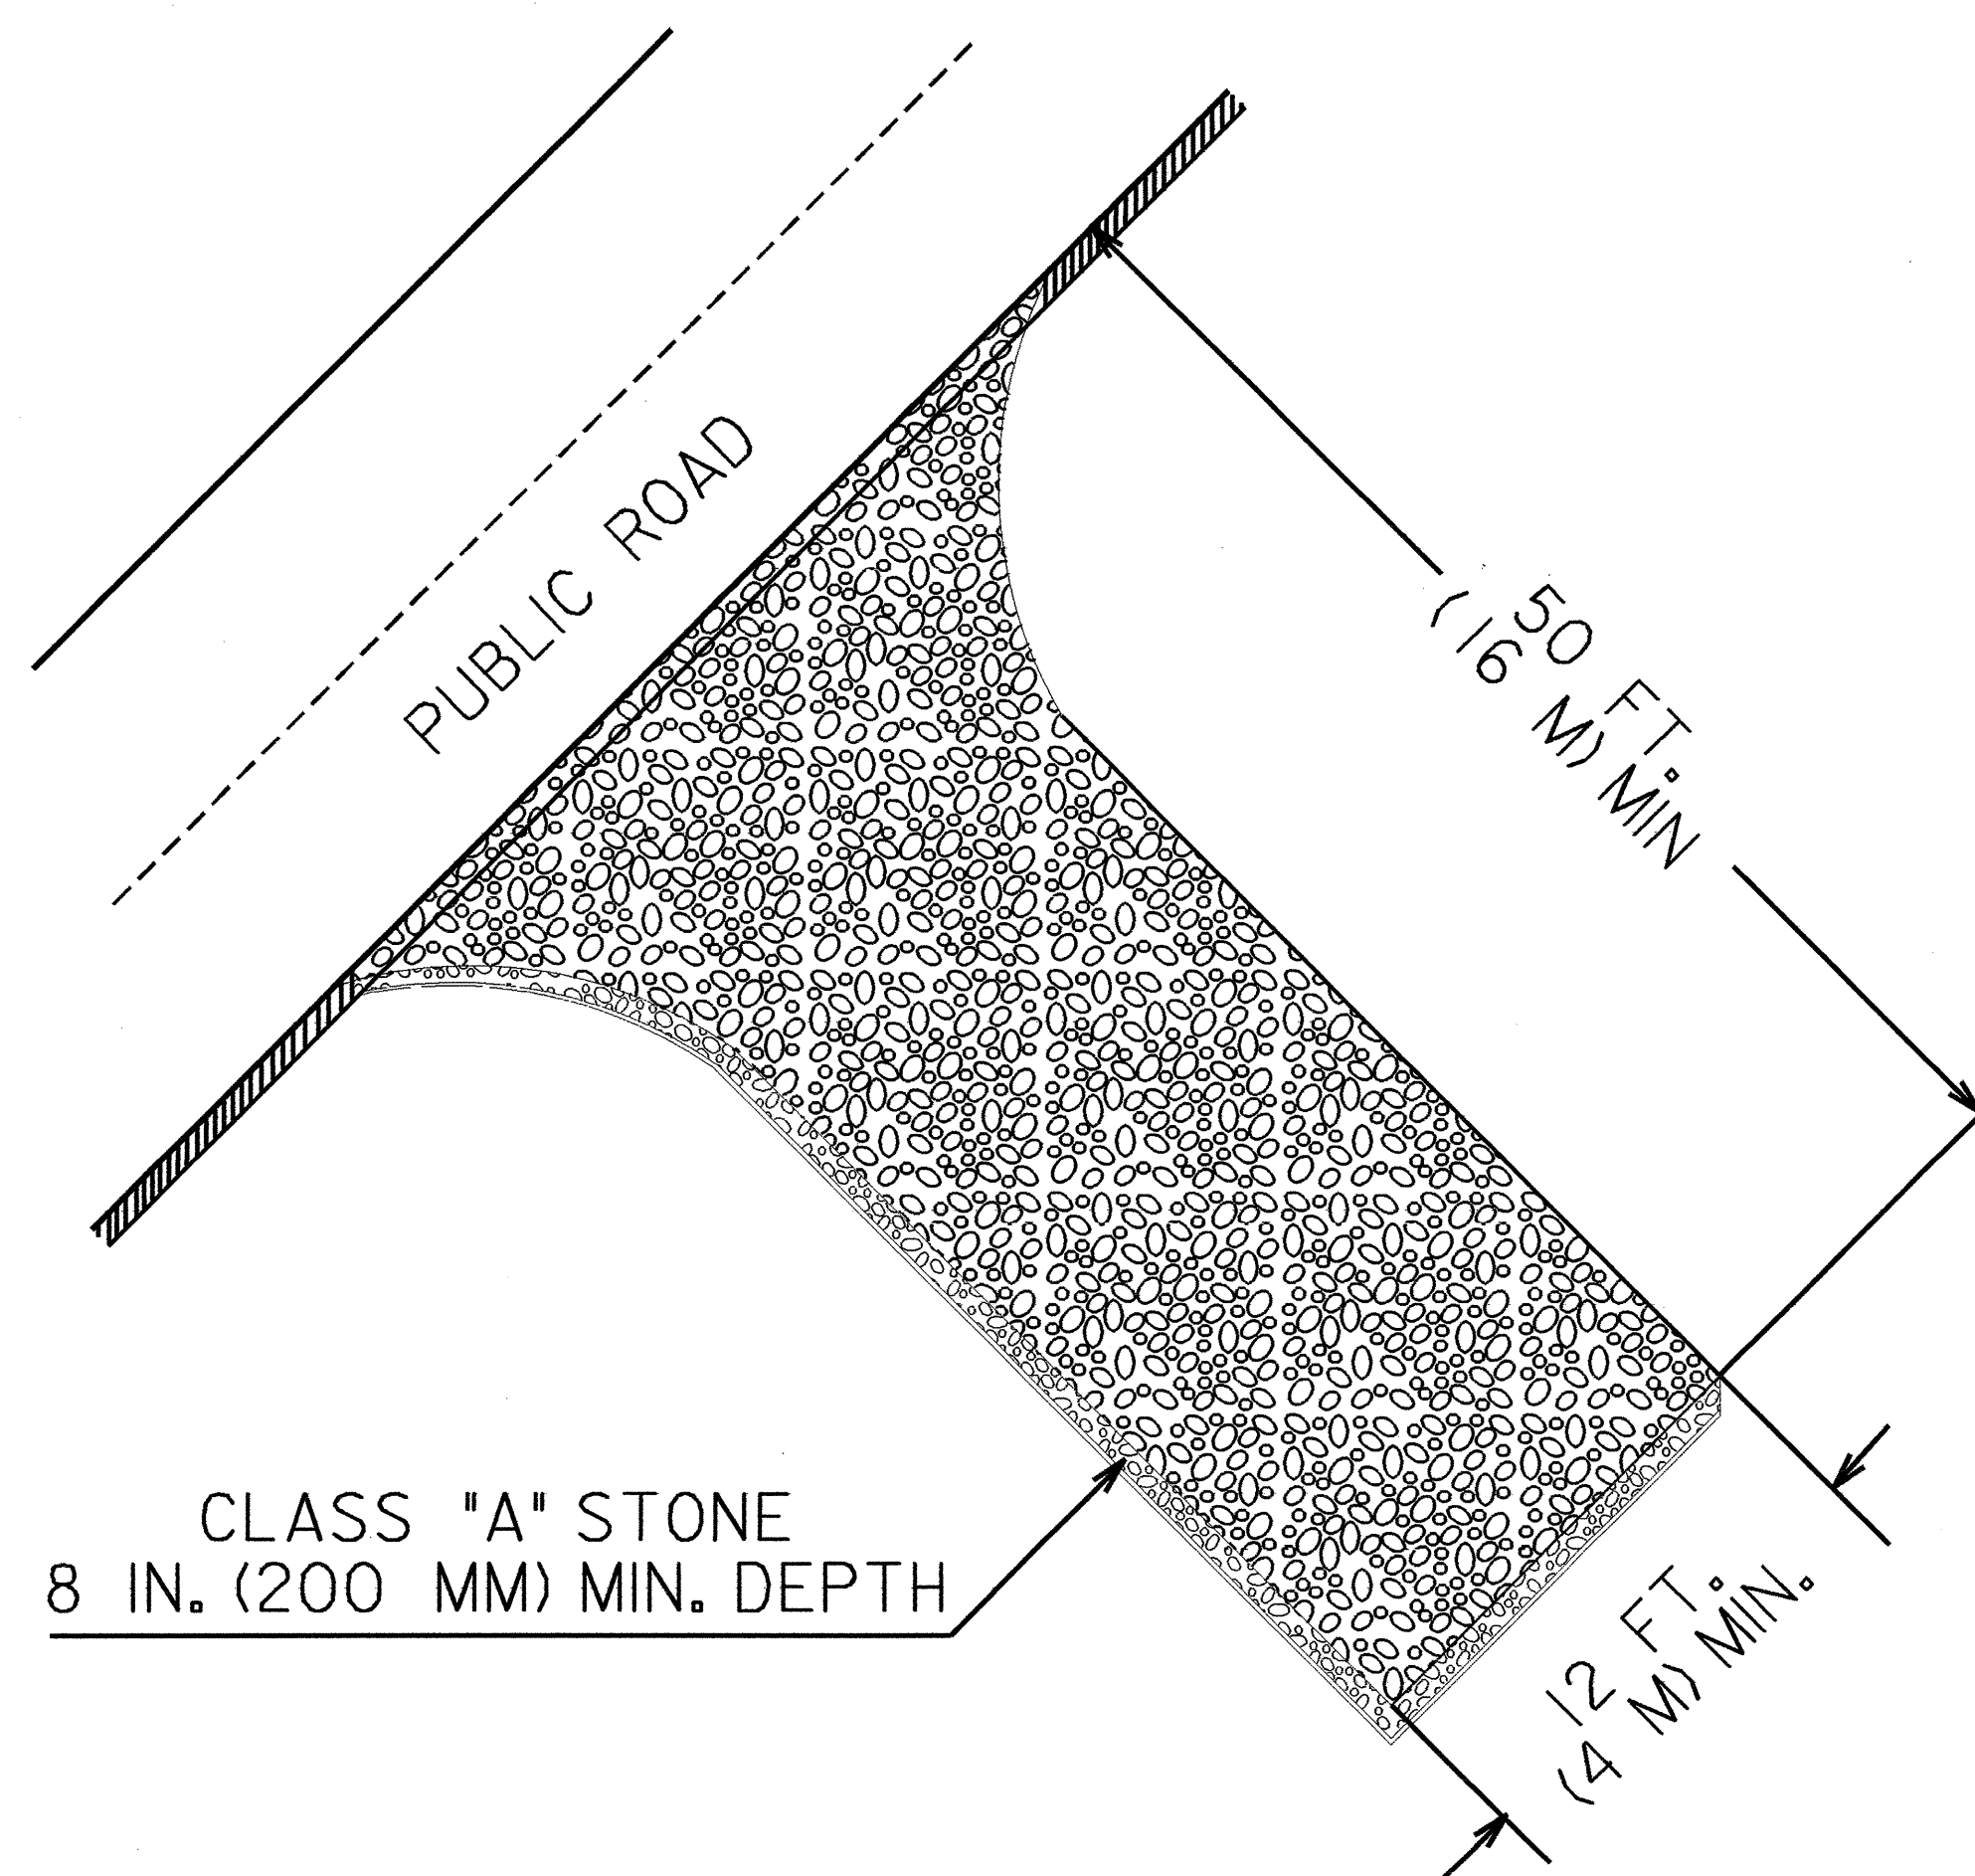 PUBLIC ROAD
50 FT.
(16 M) MIN
CLASS "A" STONE
8 IN. (200 MM) MIN. DEPTH
12 FT.
(4 M) MIN.